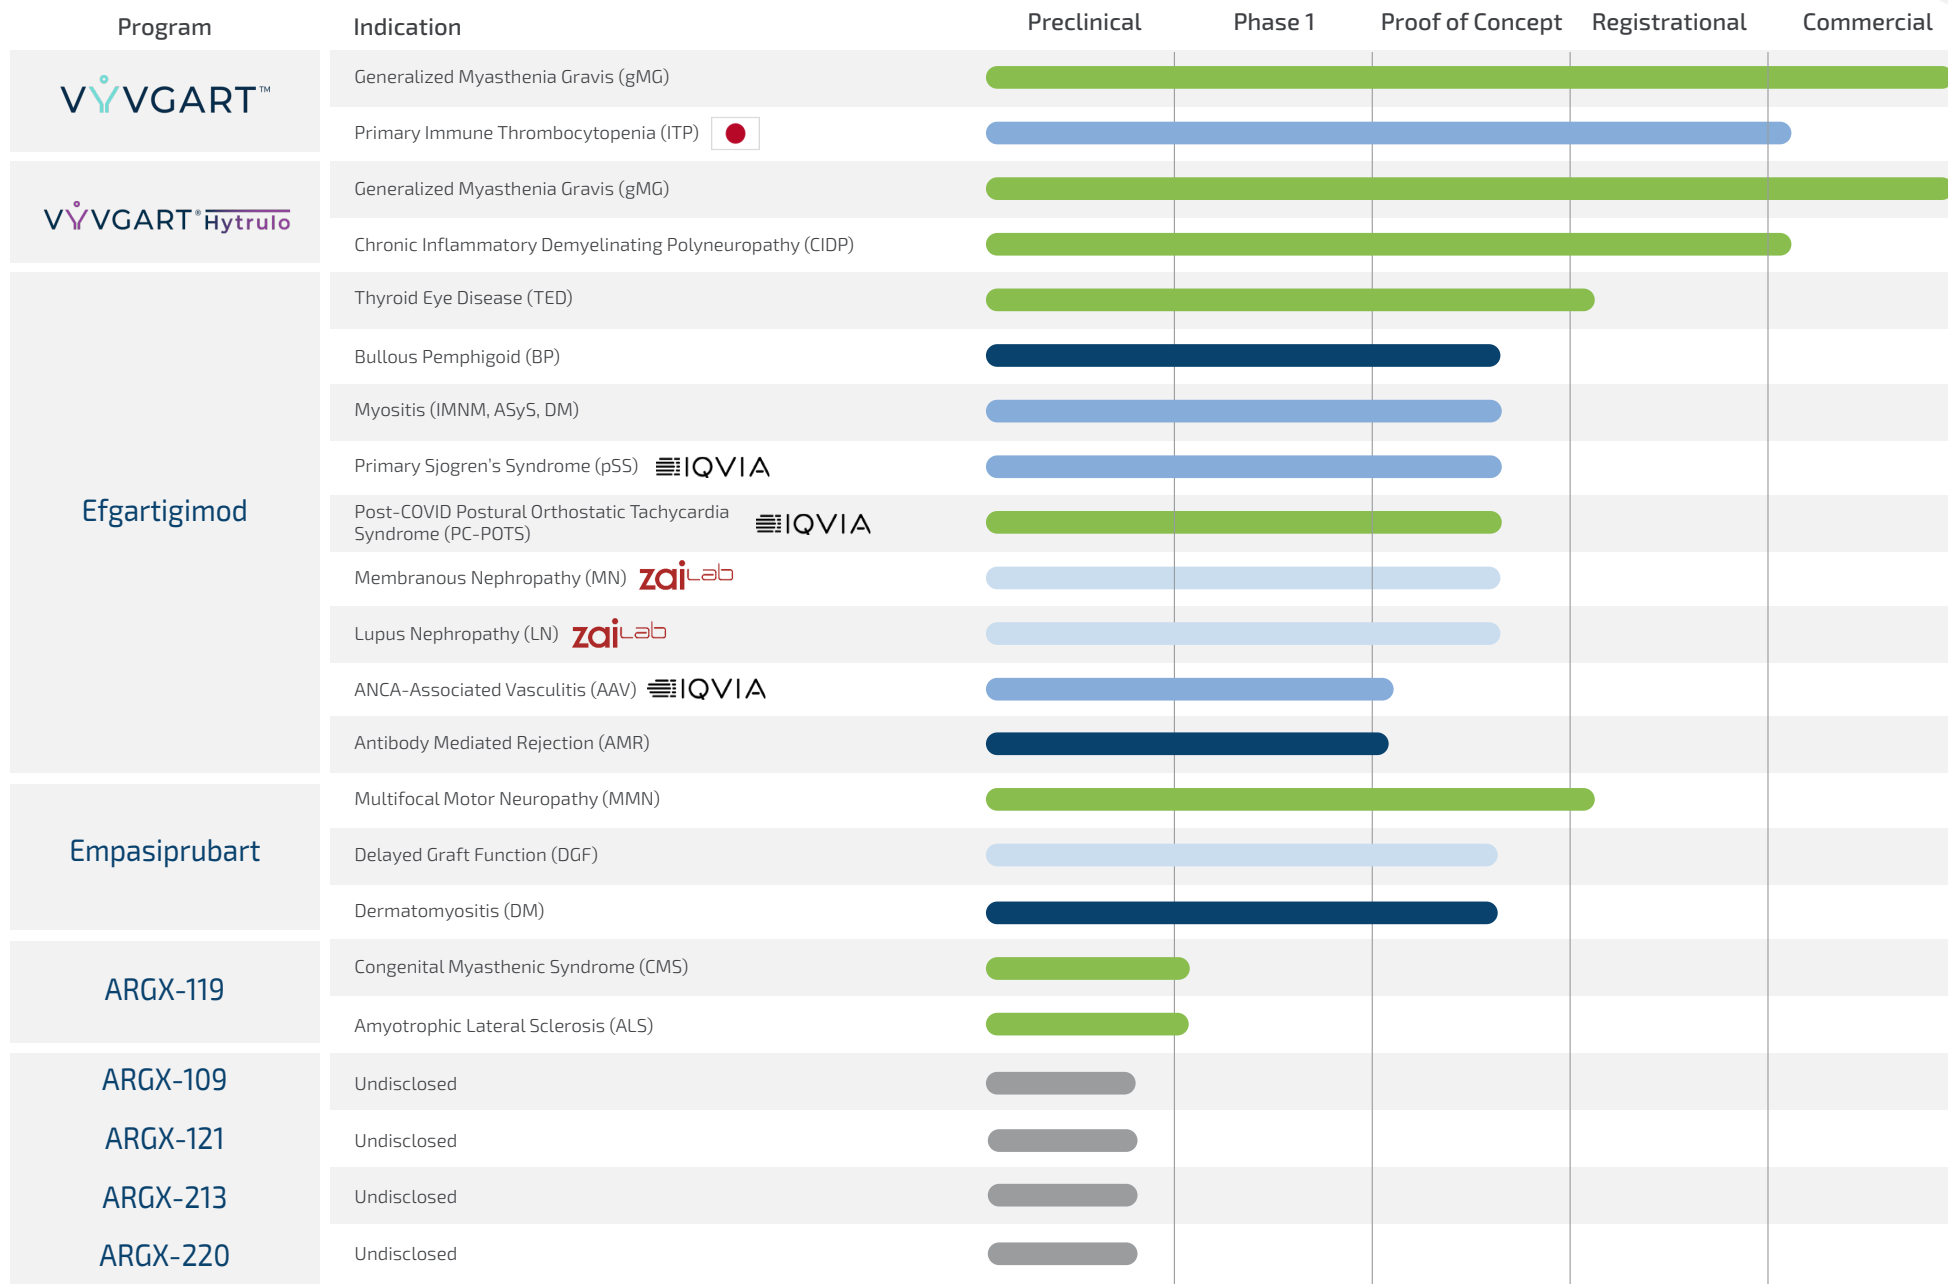 Program
Indication
Preclinical
Phase 1
Proof of Concept
Registrational
Commercial
VYVGART™
Generalized Myasthenia Gravis (gMG)
Primary Immune Thrombocytopenia (ITP)
VYVGART® Hytrulo
Generalized Myasthenia Gravis (gMG)
Chronic Inflammatory Demyelinating Polyneuropathy (CIDP)
Efgartigimod
Thyroid Eye Disease (TED)
Bullous Pemphigoid (BP)
Myositis (IMNM, ASyS, DM)
Primary Sjogren’s Syndrome (pSS) IQVIA
Post-COVID Postural Orthostatic Tachycardia
Syndrome (PC-POTS) IQVIA
Membranous Nephropathy (MN) zai Lab
Lupus Nephropathy (LN) zai Lab
ANCA-Associated Vasculitis (AAV) IQVIA
Antibody Mediated Rejection (AMR)
Empasiprubart
Multifocal Motor Neuropathy (MMN)
Delayed Graft Function (DGF)
Dermatomyositis (DM)
ARGX-119
Congenital Myasthenic Syndrome (CMS)
Amyotrophic Lateral Sclerosis (ALS)
ARGX-109
Undisclosed
ARGX-121
Undisclosed
ARGX-213
Undisclosed
ARGX-220
Undisclosed